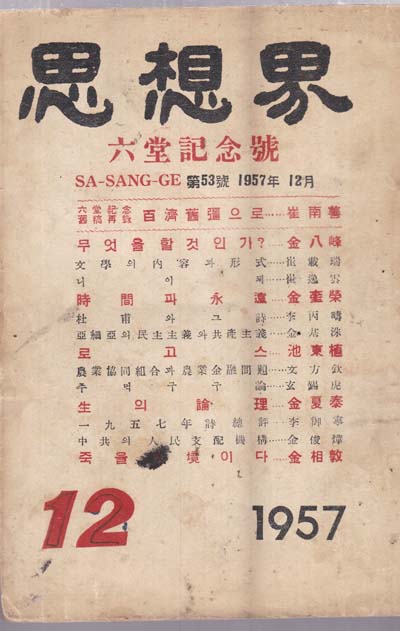 思想界
六堂記念號
SA-SANG-GE 第53號 1957年 12月
六堂記念
舊稿再錄 百濟舊疆으로……崔南善
무엇을할것인가?……金八峰
文學의內容과形式……崔載瑞
니이체……崔逸雲
時間과永遠……金奎榮
杜甫와그詩……李丙疇
亞細亞의民主主義와共產主義……金
로고스……池東植
農業協同組合과農業金融問題……文方欽
주먹구구論……玄錫虎
生의論理……金夏泰
一九五七年詩總評……李御寧
中共의人民支配機構……金俊燁
죽을境이다……金相敦
12
1957